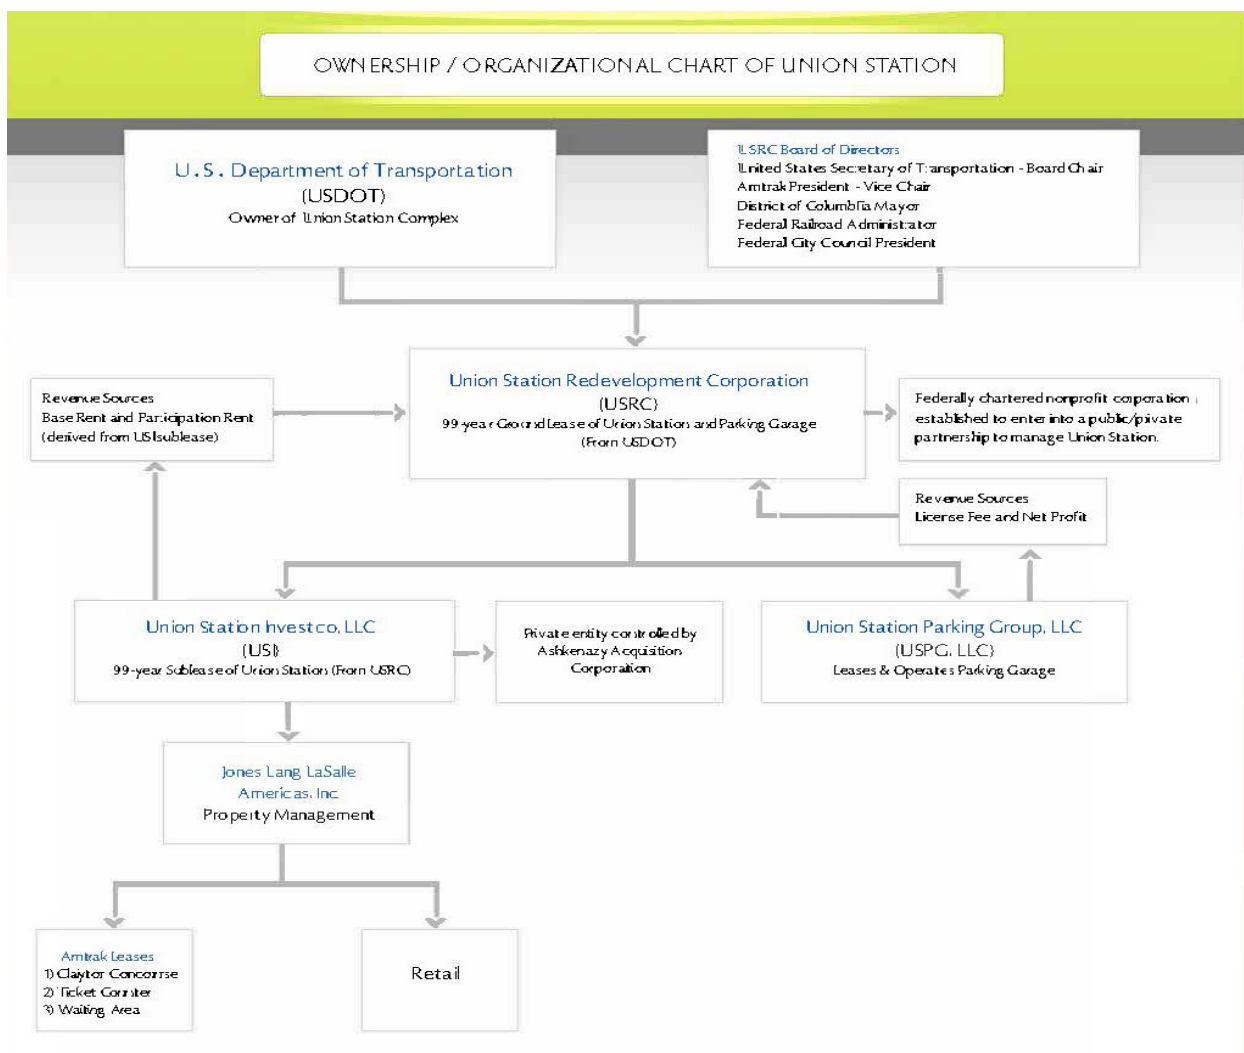 OWNERSHIP / ORGANIZATIONAL CHART OF UNION STATION
U.S. Department of Transportation
(USDOT)
Owner of Union Station Complex
USRC Board of Directors
United States Secretary of Transportation - Board Chair
Amtrak President - Vice Chair
District of Columbia Mayor
Federal Railroad Administrator
Federal City Council President
Union Station Redevelopment Corporation
(USRC)
99-year Ground Lease of Union Station and Parking Garage
(From USDOT)
Revenue Sources
Base Rent and Participation Rent
(derived from USI sublease)
Federally chartered nonprofit corporation
established to enter into a public/private
partnership to manage Union Station.
Revenue Sources
License Fee and Net Profit
Union Station Investco, LLC
(USI)
99-year Sublease of Union Station (From USRC)
Private entity controlled by
Ashkenazy Acquisition
Corporation
Union Station Parking Group, LLC
(USPG, LLC)
Leases & Operates Parking Garage
Jones Lang LaSalle
Americas, Inc
Property Management
Amtrak Leases
1) Claytor Concourse
2) Ticket Counter
3) Waiting Area
Retail